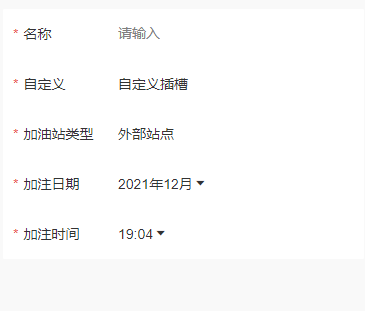 * 名称 请输入
* 自定义 自定义插槽
* 加油站类型 外部站点
* 加注日期 2021年12月
* 加注时间 19:04